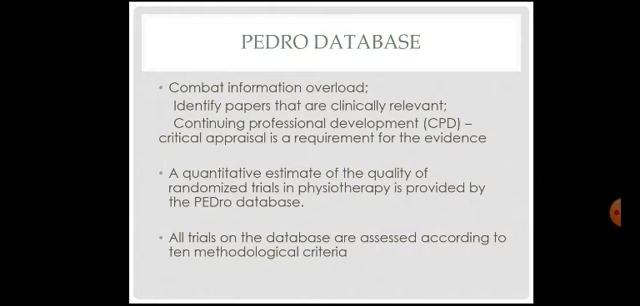 PEDRO DATABASE
• Combat information overload;
Identify papers that are clinically relevant;
Continuing professional development (CPD) –
critical appraisal is a requirement for the evidence
• A quantitative estimate of the quality of
randomized trials in physiotherapy is provided by
the PEDro database.
• All trials on the database are assessed according to
ten methodological criteria